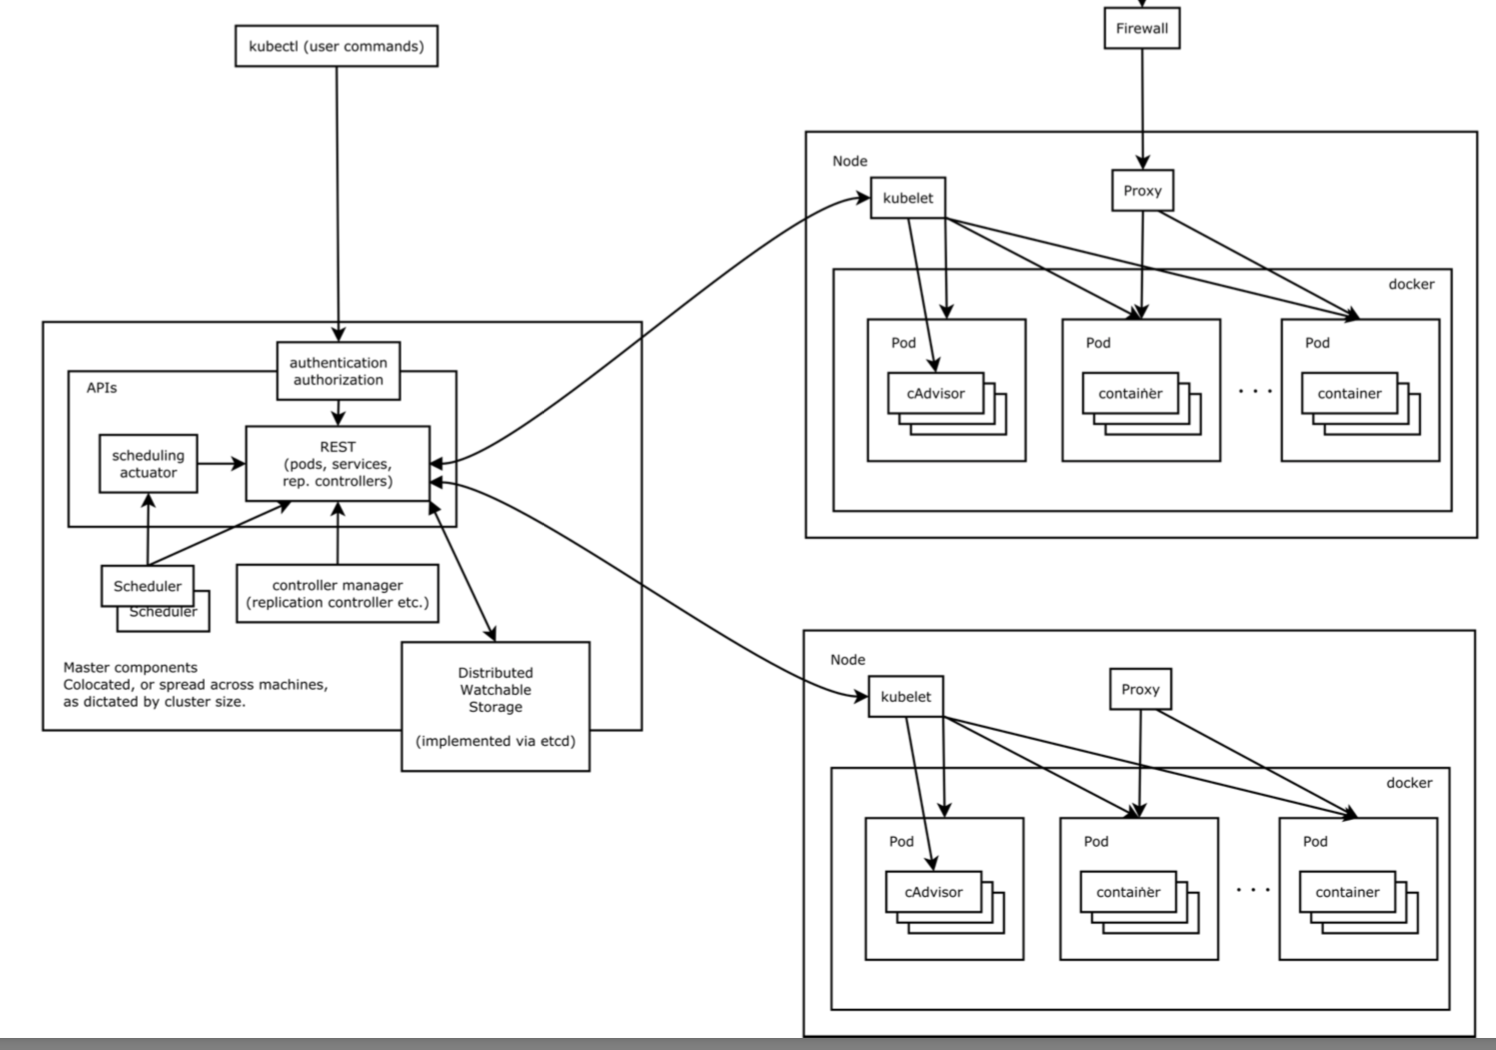 kubectl (user commands)
Firewall
authentication
authorization
APIs
scheduling
actuator
REST
(pods, services,
rep. controllers)
Scheduler
Scheduler
controller manager
(replication controller etc.)
Master components
Colocated, or spread across machines,
as dictated by cluster size.
Distributed
Watchable
Storage
(implemented via etcd)
Node
kubelet
Proxy
docker
Pod
cAdvisor
Pod
container
. . .
Pod
container
Node
kubelet
Proxy
docker
Pod
cAdvisor
Pod
container
. . .
Pod
container